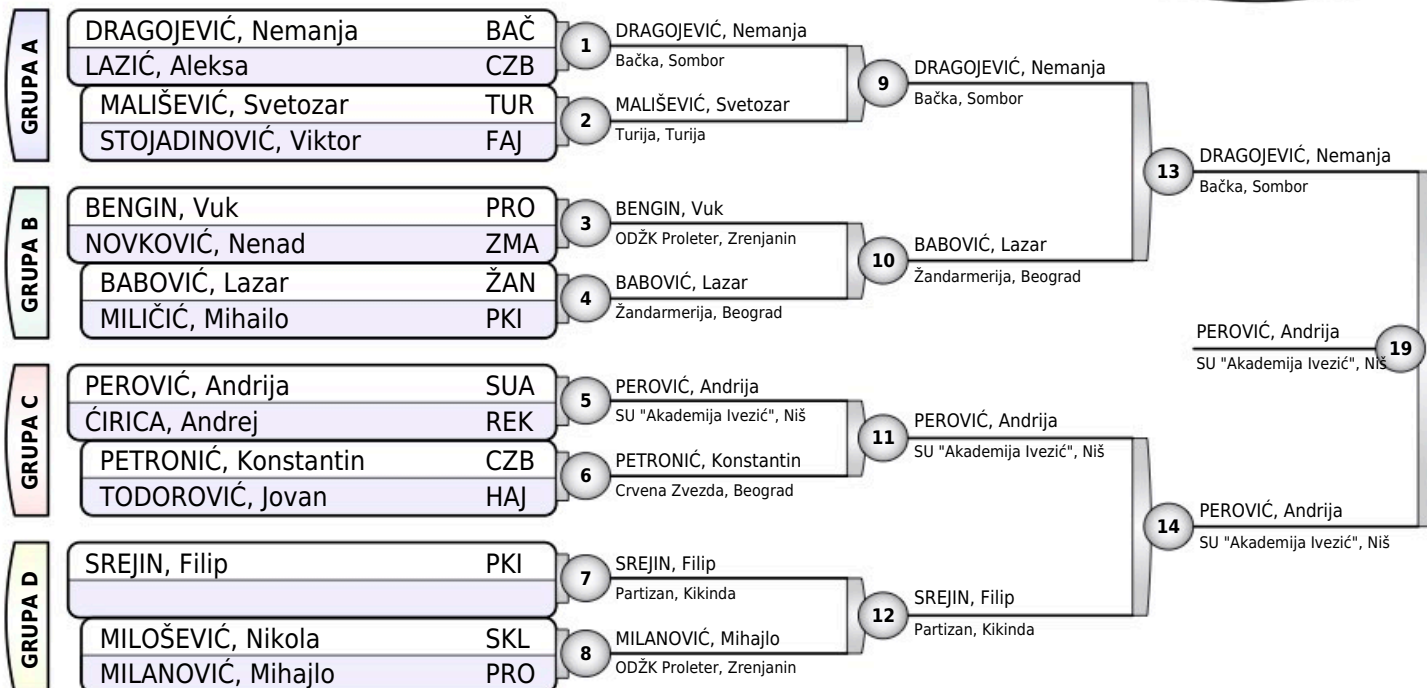 GRUPA A
DRAGOJEVIĆ, Nemanja BAČ
LAZIĆ, Aleksa CZB
MALIŠEVIĆ, Svetozar TUR
STOJADINOVIĆ, Viktor FAJ
GRUPA B
BENGIN, Vuk PRO
NOVKOVIĆ, Nenad ZMA
BABOVIĆ, Lazar ŽAN
MILIČIĆ, Mihailo PKI
GRUPA C
PEROVIĆ, Andrija SUA
ĆIRICA, Andrej REK
PETRONIĆ, Konstantin CZB
TODOROVIĆ, Jovan HAJ
GRUPA D
SREJIN, Filip PKI
MILOŠEVIĆ, Nikola SKL
MILANOVIĆ, Mihajlo PRO
1
DRAGOJEVIĆ, Nemanja
Bačka, Sombor
2
MALIŠEVIĆ, Svetozar
Turija, Turija
3
BENGIN, Vuk
ODŽK Proleter, Zrenjanin
4
BABOVIĆ, Lazar
Žandarmerija, Beograd
5
PEROVIĆ, Andrija
SU "Akademija Ivezić", Niš
6
PETRONIĆ, Konstantin
Crvena Zvezda, Beograd
7
SREJIN, Filip
Partizan, Kikinda
8
MILANOVIĆ, Mihajlo
ODŽK Proleter, Zrenjanin
9
DRAGOJEVIĆ, Nemanja
Bačka, Sombor
10
BABOVIĆ, Lazar
Žandarmerija, Beograd
11
PEROVIĆ, Andrija
SU "Akademija Ivezić", Niš
12
SREJIN, Filip
Partizan, Kikinda
13
DRAGOJEVIĆ, Nemanja
Bačka, Sombor
14
PEROVIĆ, Andrija
SU "Akademija Ivezić", Niš
PEROVIĆ, Andrija
SU "Akademija Ivezić", Niš
19